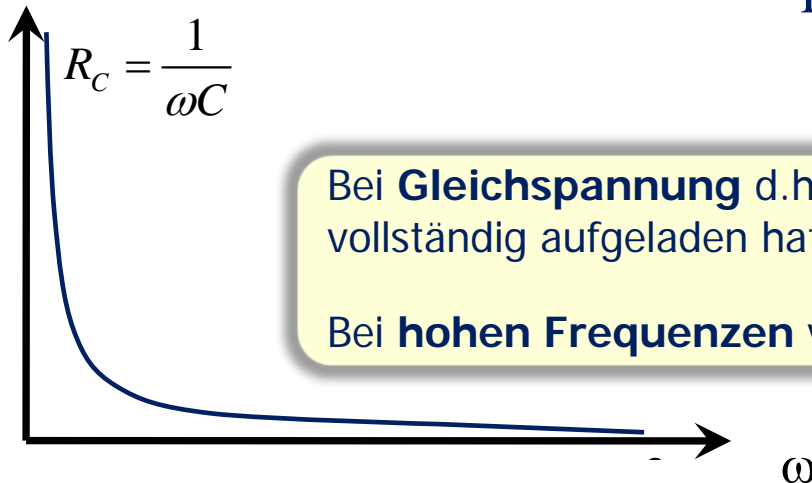 R_C = 1/ωC
Bei Gleichspannung d.h
vollständig aufgeladen hat
Bei hohen Frequenzen
ω